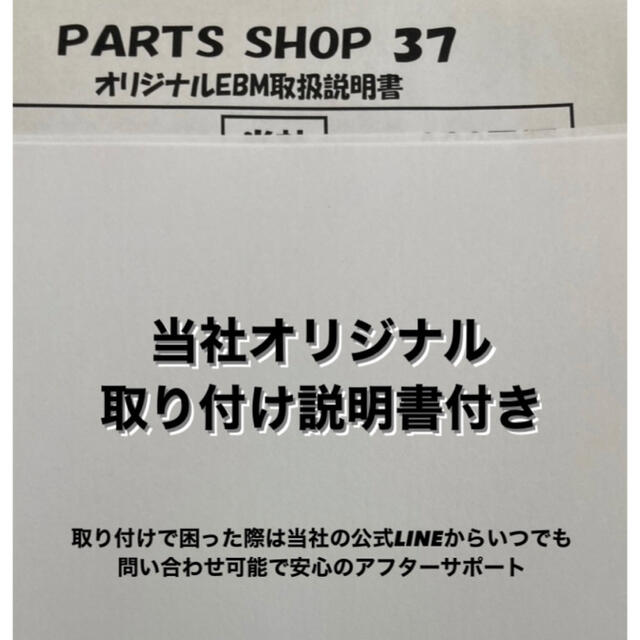 PARTS SHOP 37
オリジナルEBM取扱説明書
当社オリジナル
取り付け説明書付き
取り付けで困った際は当社の公式LINEからいつでも
問い合わせ可能で安心のアフターサポート